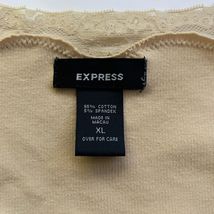 EXPRESS
95% COTTON
5% SPANDEX
MADE IN
MACAU
XL
OVER FOR CARE